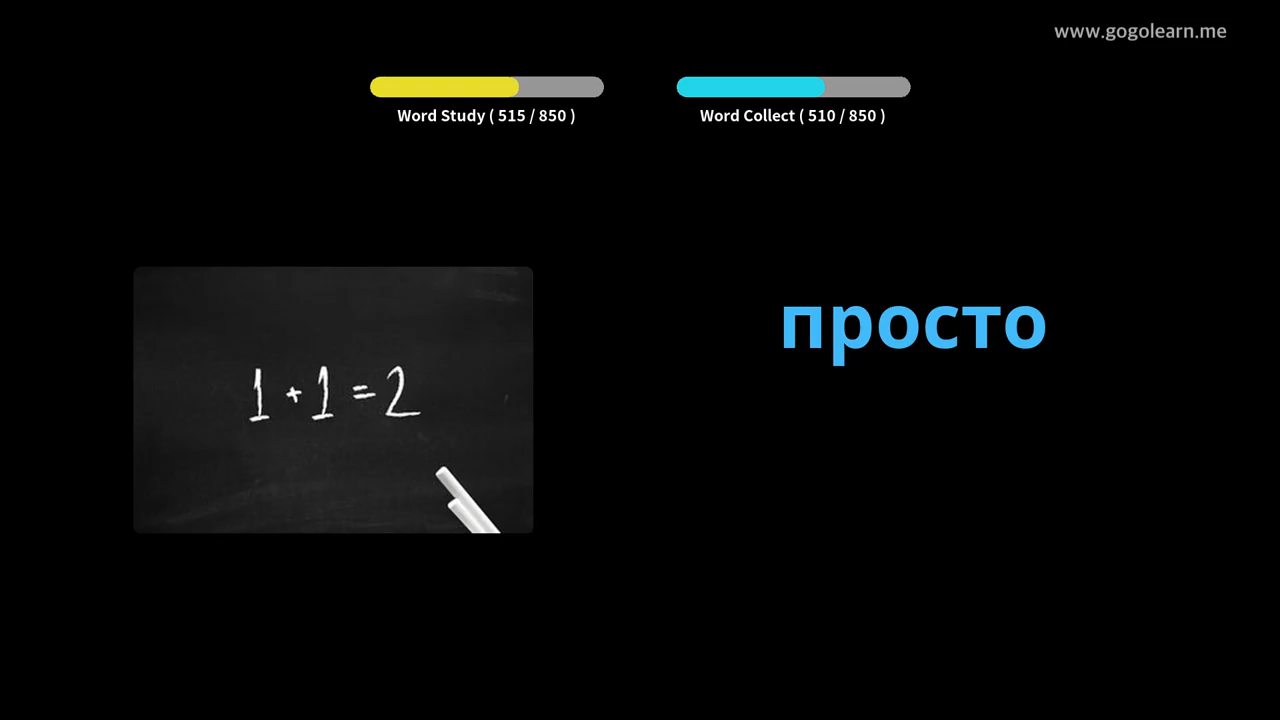 www.gogolearn.me
Word Study ( 515 / 850 )
Word Collect ( 510 / 850 )
1 + 1 = 2
просто